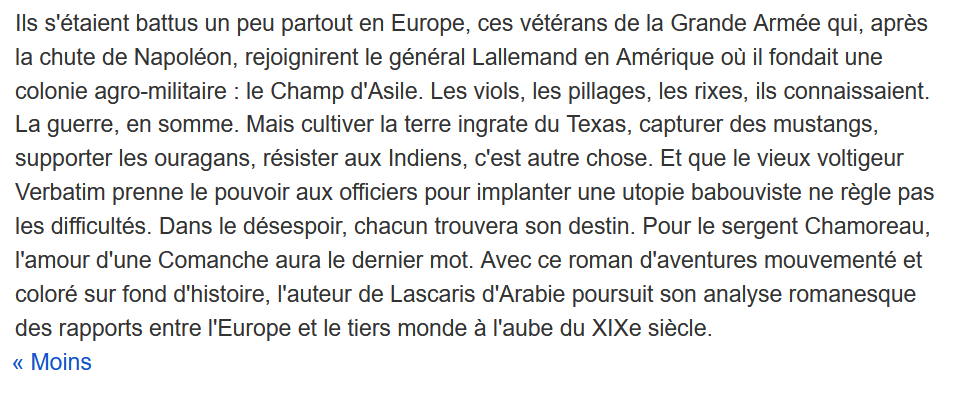 Ils s'étaient battus un peu partout en Europe, ces vétérans de la Grande Armée qui, après
la chute de Napoléon, rejoignirent le général Lallemand en Amérique où il fondait une
colonie agro-militaire : le Champ d'Asile. Les viols, les pillages, les rixes, ils connaissaient.
La guerre, en somme. Mais cultiver la terre ingrate du Texas, capturer des mustangs,
supporter les ouragans, résister aux Indiens, c'est autre chose. Et que le vieux voltigeur
Verbatim prenne le pouvoir aux officiers pour implanter une utopie babouviste ne règle pas
les difficultés. Dans le désespoir, chacun trouvera son destin. Pour le sergent Chamoreau,
l'amour d'une Comanche aura le dernier mot. Avec ce roman d'aventures mouvementé et
coloré sur fond d'histoire, l'auteur de Lascaris d'Arabie poursuit son analyse romanesque
des rapports entre l'Europe et le tiers monde à l'aube du XIXe siècle.
« Moins